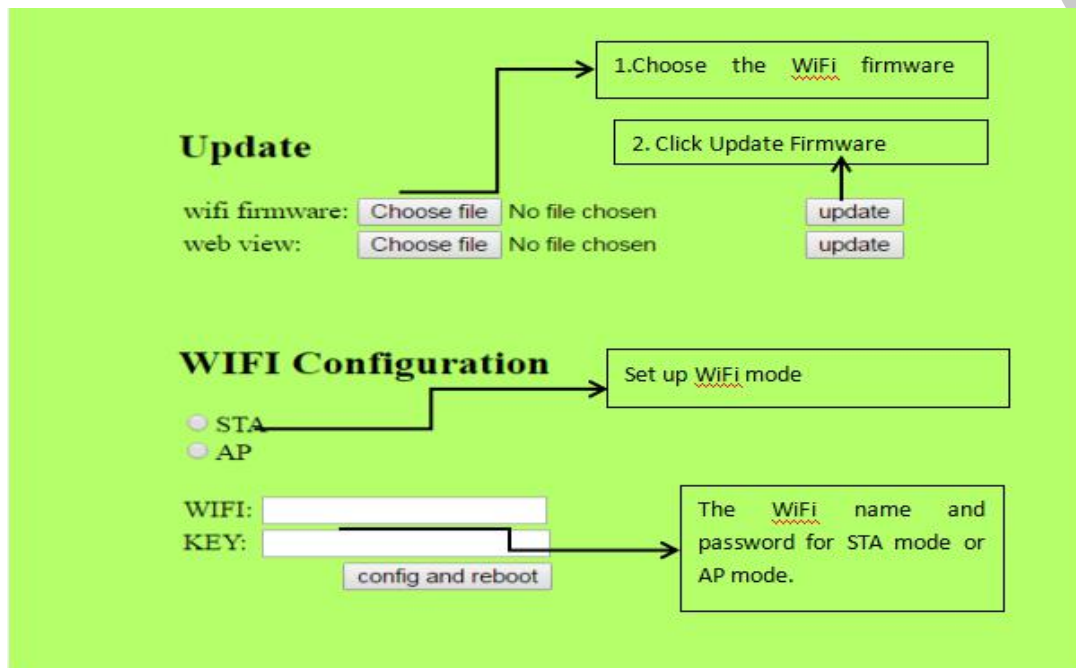 1.Choose the WiFi firmware
Update
2. Click Update Firmware
wifi firmware: Choose file No file chosen update
web view: Choose file No file chosen update
WIFI Configuration
Set up WiFi mode
STA
AP
WIFI:
KEY:
The WiFi name and
password for STA mode or
AP mode.
config and reboot